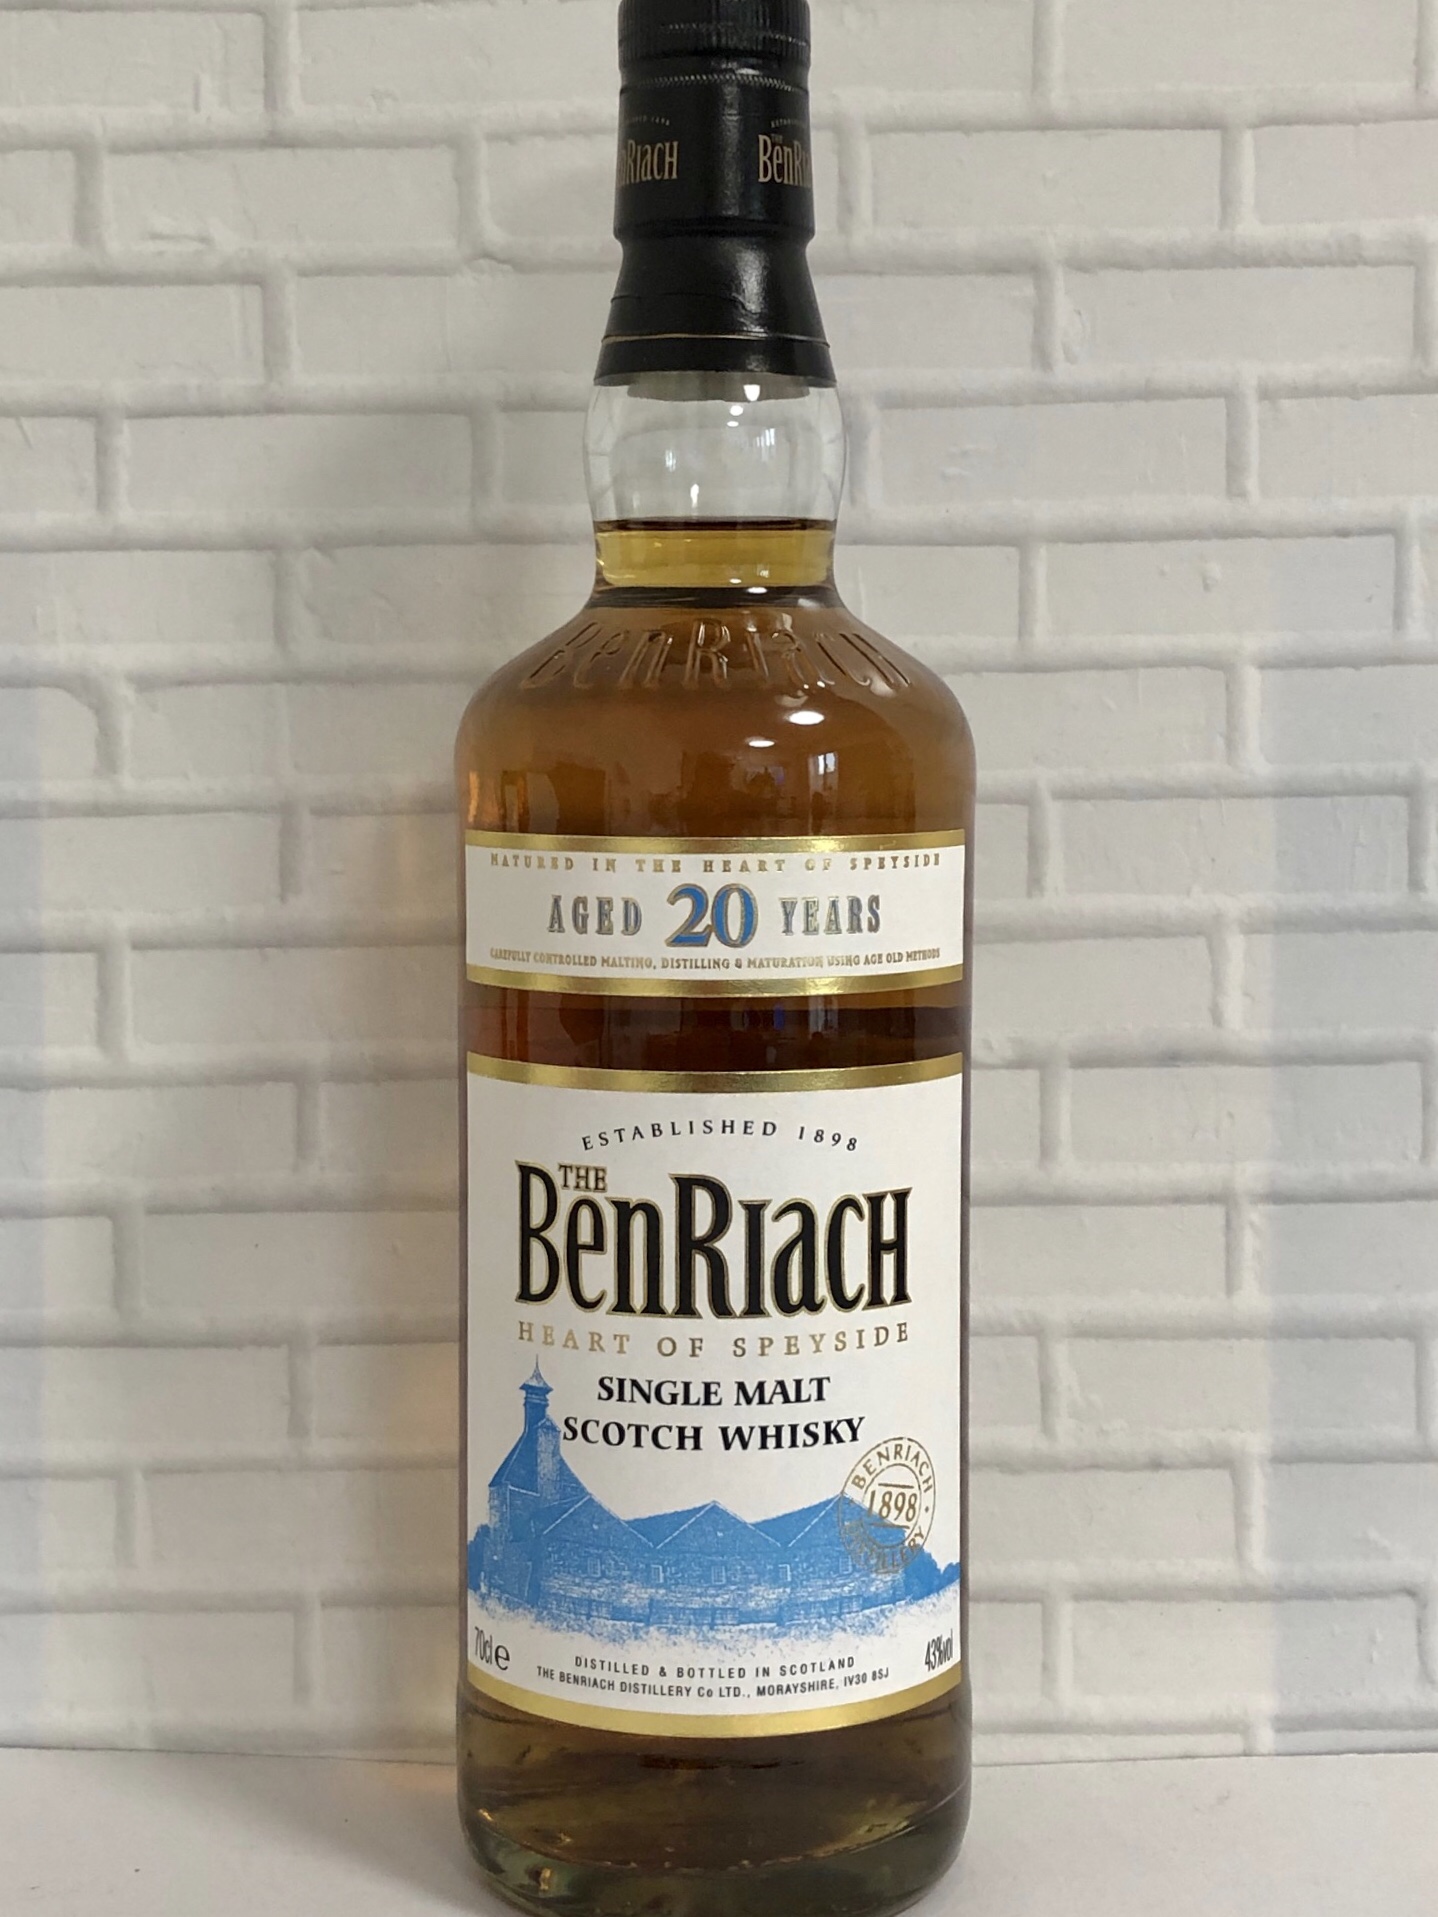 THE
BENRIACH
BenRiach
MATURED IN THE HEART OF SPEYSIDE
AGED 20 YEARS
CAREFULLY CONTROLLED MALTING, DISTILLING & MATURATION USING AGE OLD METHODS
ESTABLISHED 1898
THE
BenRiacH
HEART OF SPEYSIDE
SINGLE MALT
SCOTCH WHISKY
BENRIACH
1898
DISTILLERY
70cl e
43%vol
DISTILLED & BOTTLED IN SCOTLAND
THE BENRIACH DISTILLERY Co LTD., MORAYSHIRE, IV30 8SJ